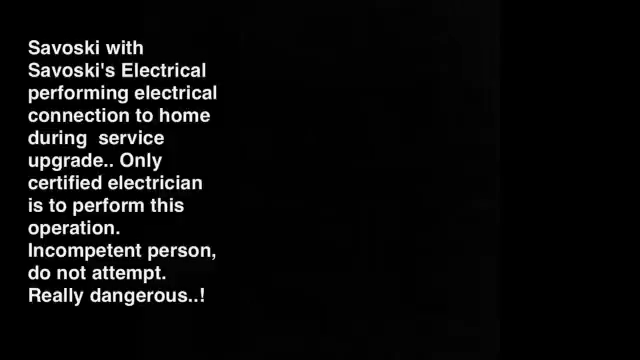 Savoski with
Savoski's Electrical
performing electrical
connection to home
during  service
upgrade.. Only
certified electrician
is to perform this
operation.
Incompetent person,
do not attempt.
Really dangerous..!